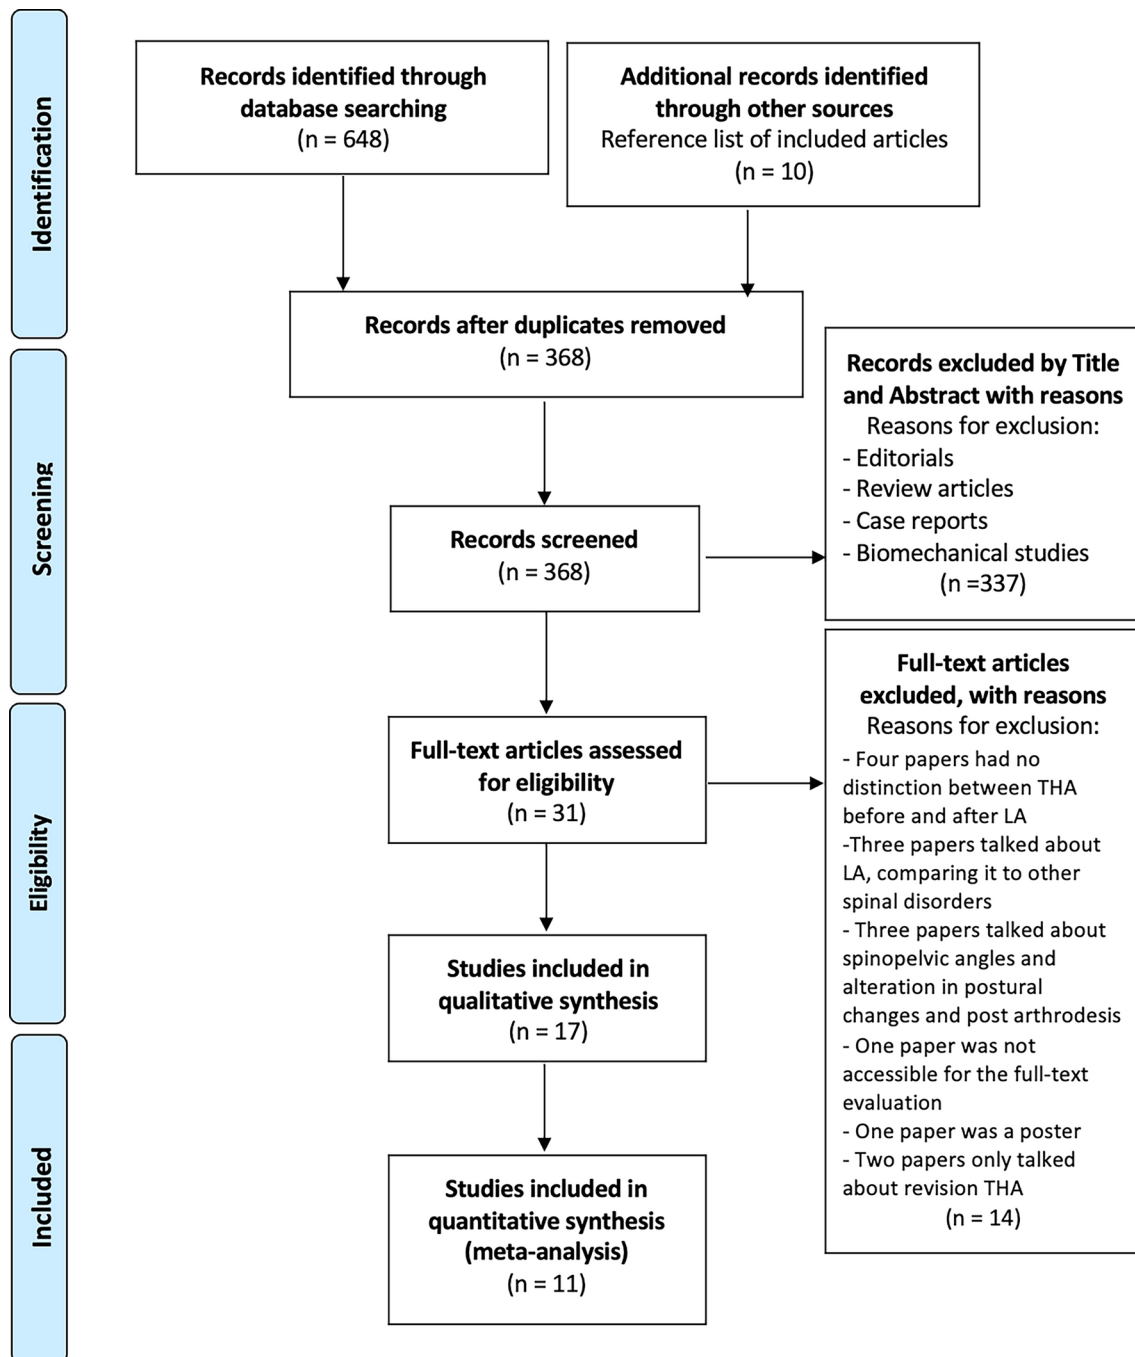 Identification
Records identified through
database searching
(n = 648)
Additional records identified
through other sources
Reference list of included articles
(n = 10)
Records after duplicates removed
(n = 368)
Screening
Records screened
(n = 368)
Records excluded by Title
and Abstract with reasons
Reasons for exclusion:
- Editorials
- Review articles
- Case reports
- Biomechanical studies
(n =337)
Eligibility
Full-text articles assessed
for eligibility
(n = 31)
Full-text articles
excluded, with reasons
Reasons for exclusion:
- Four papers had no
distinction between THA
before and after LA
-Three papers talked about
LA, comparing it to other
spinal disorders
- Three papers talked about
spinopelvic angles and
alteration in postural
changes and post arthrodesis
- One paper was not
accessible for the full-text
evaluation
- One paper was a poster
- Two papers only talked
about revision THA
(n = 14)
Studies included in
qualitative synthesis
(n = 17)
Included
Studies included in
quantitative synthesis
(meta-analysis)
(n = 11)